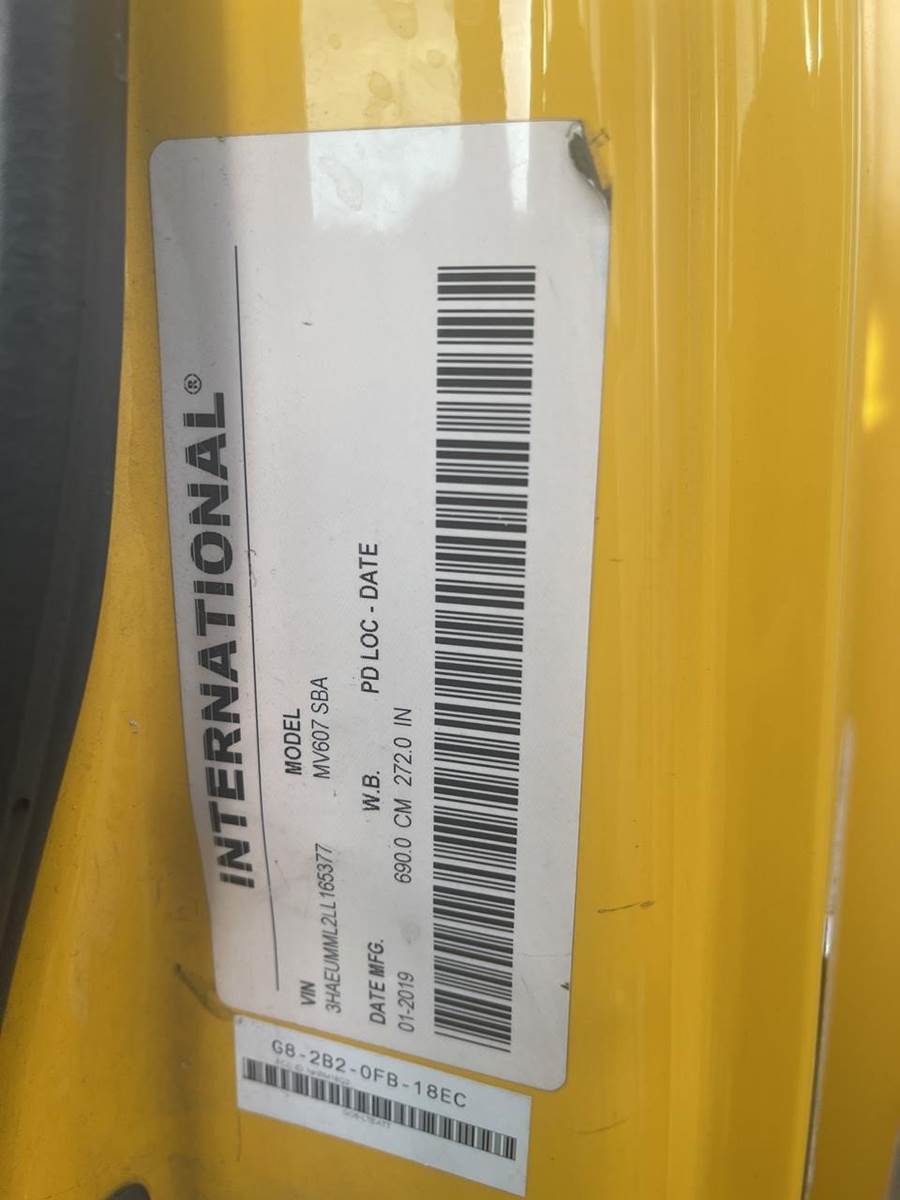 INTERNATIONAL®
VIN MODEL
3HAEUMML2LL165377 MV607 SBA
DATE MFG. W.B. PD LOC - DATE
01-2019 690.0 CM 272.0 IN
G8-2B2-0FB-18EC